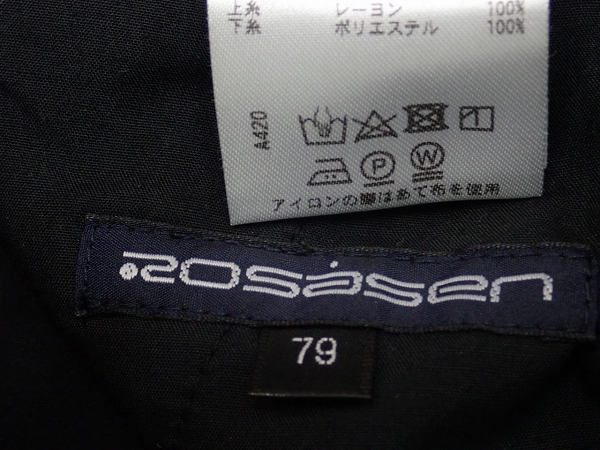 上糸 レーヨン 100%
下糸 ポリエステル 100%
A420
P W
アイロンの際はあて布を使用
ROSASEN
79